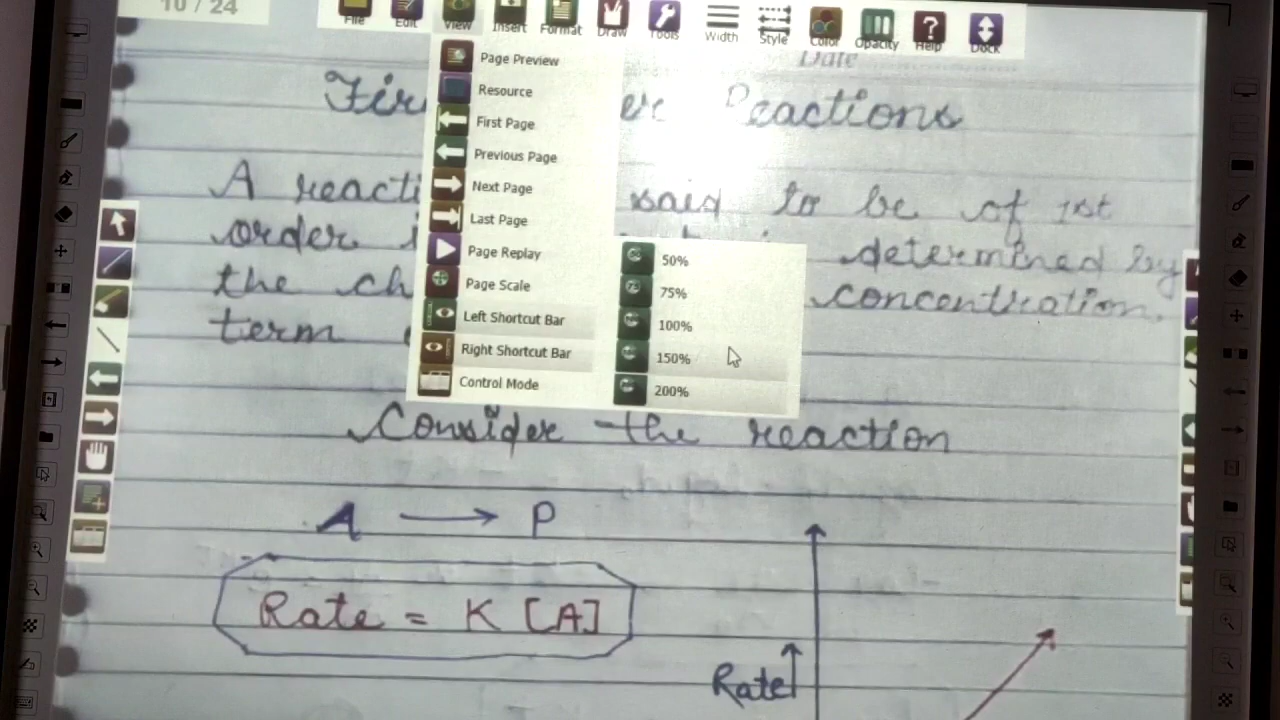 10 / 24
File Edit View Insert Format Draw Tools Width Style Color Opacity Help Dock
Date
Page Preview
Resource
First Page
Previous Page
Next Page
Last Page
Page Replay
Page Scale
Left Shortcut Bar
Right Shortcut Bar
Control Mode
50%
75%
100%
150%
200%
Reactions
A said to be of 1st
order determined by
the concentration.
term
Consider the reaction
A ⟶ P
Rate = K [A]
Rate